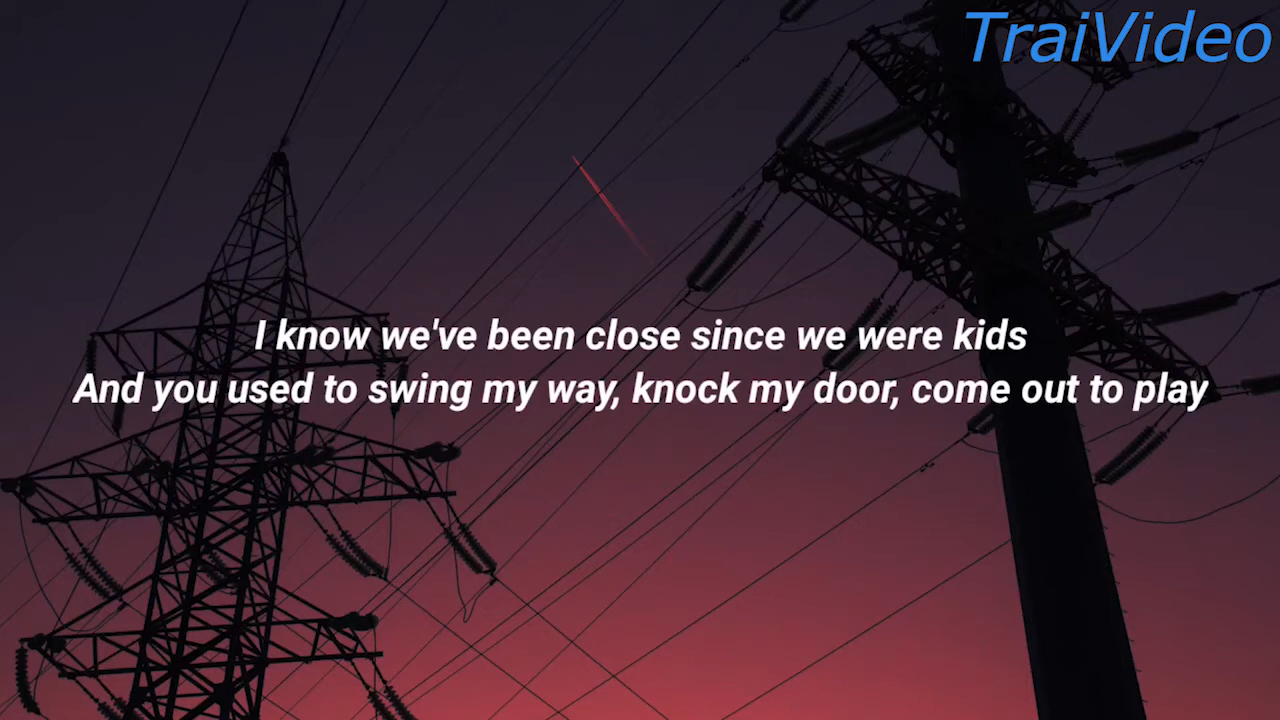 TraiVideo
I know we've been close since we were kids
And you used to swing my way, knock my door, come out to play